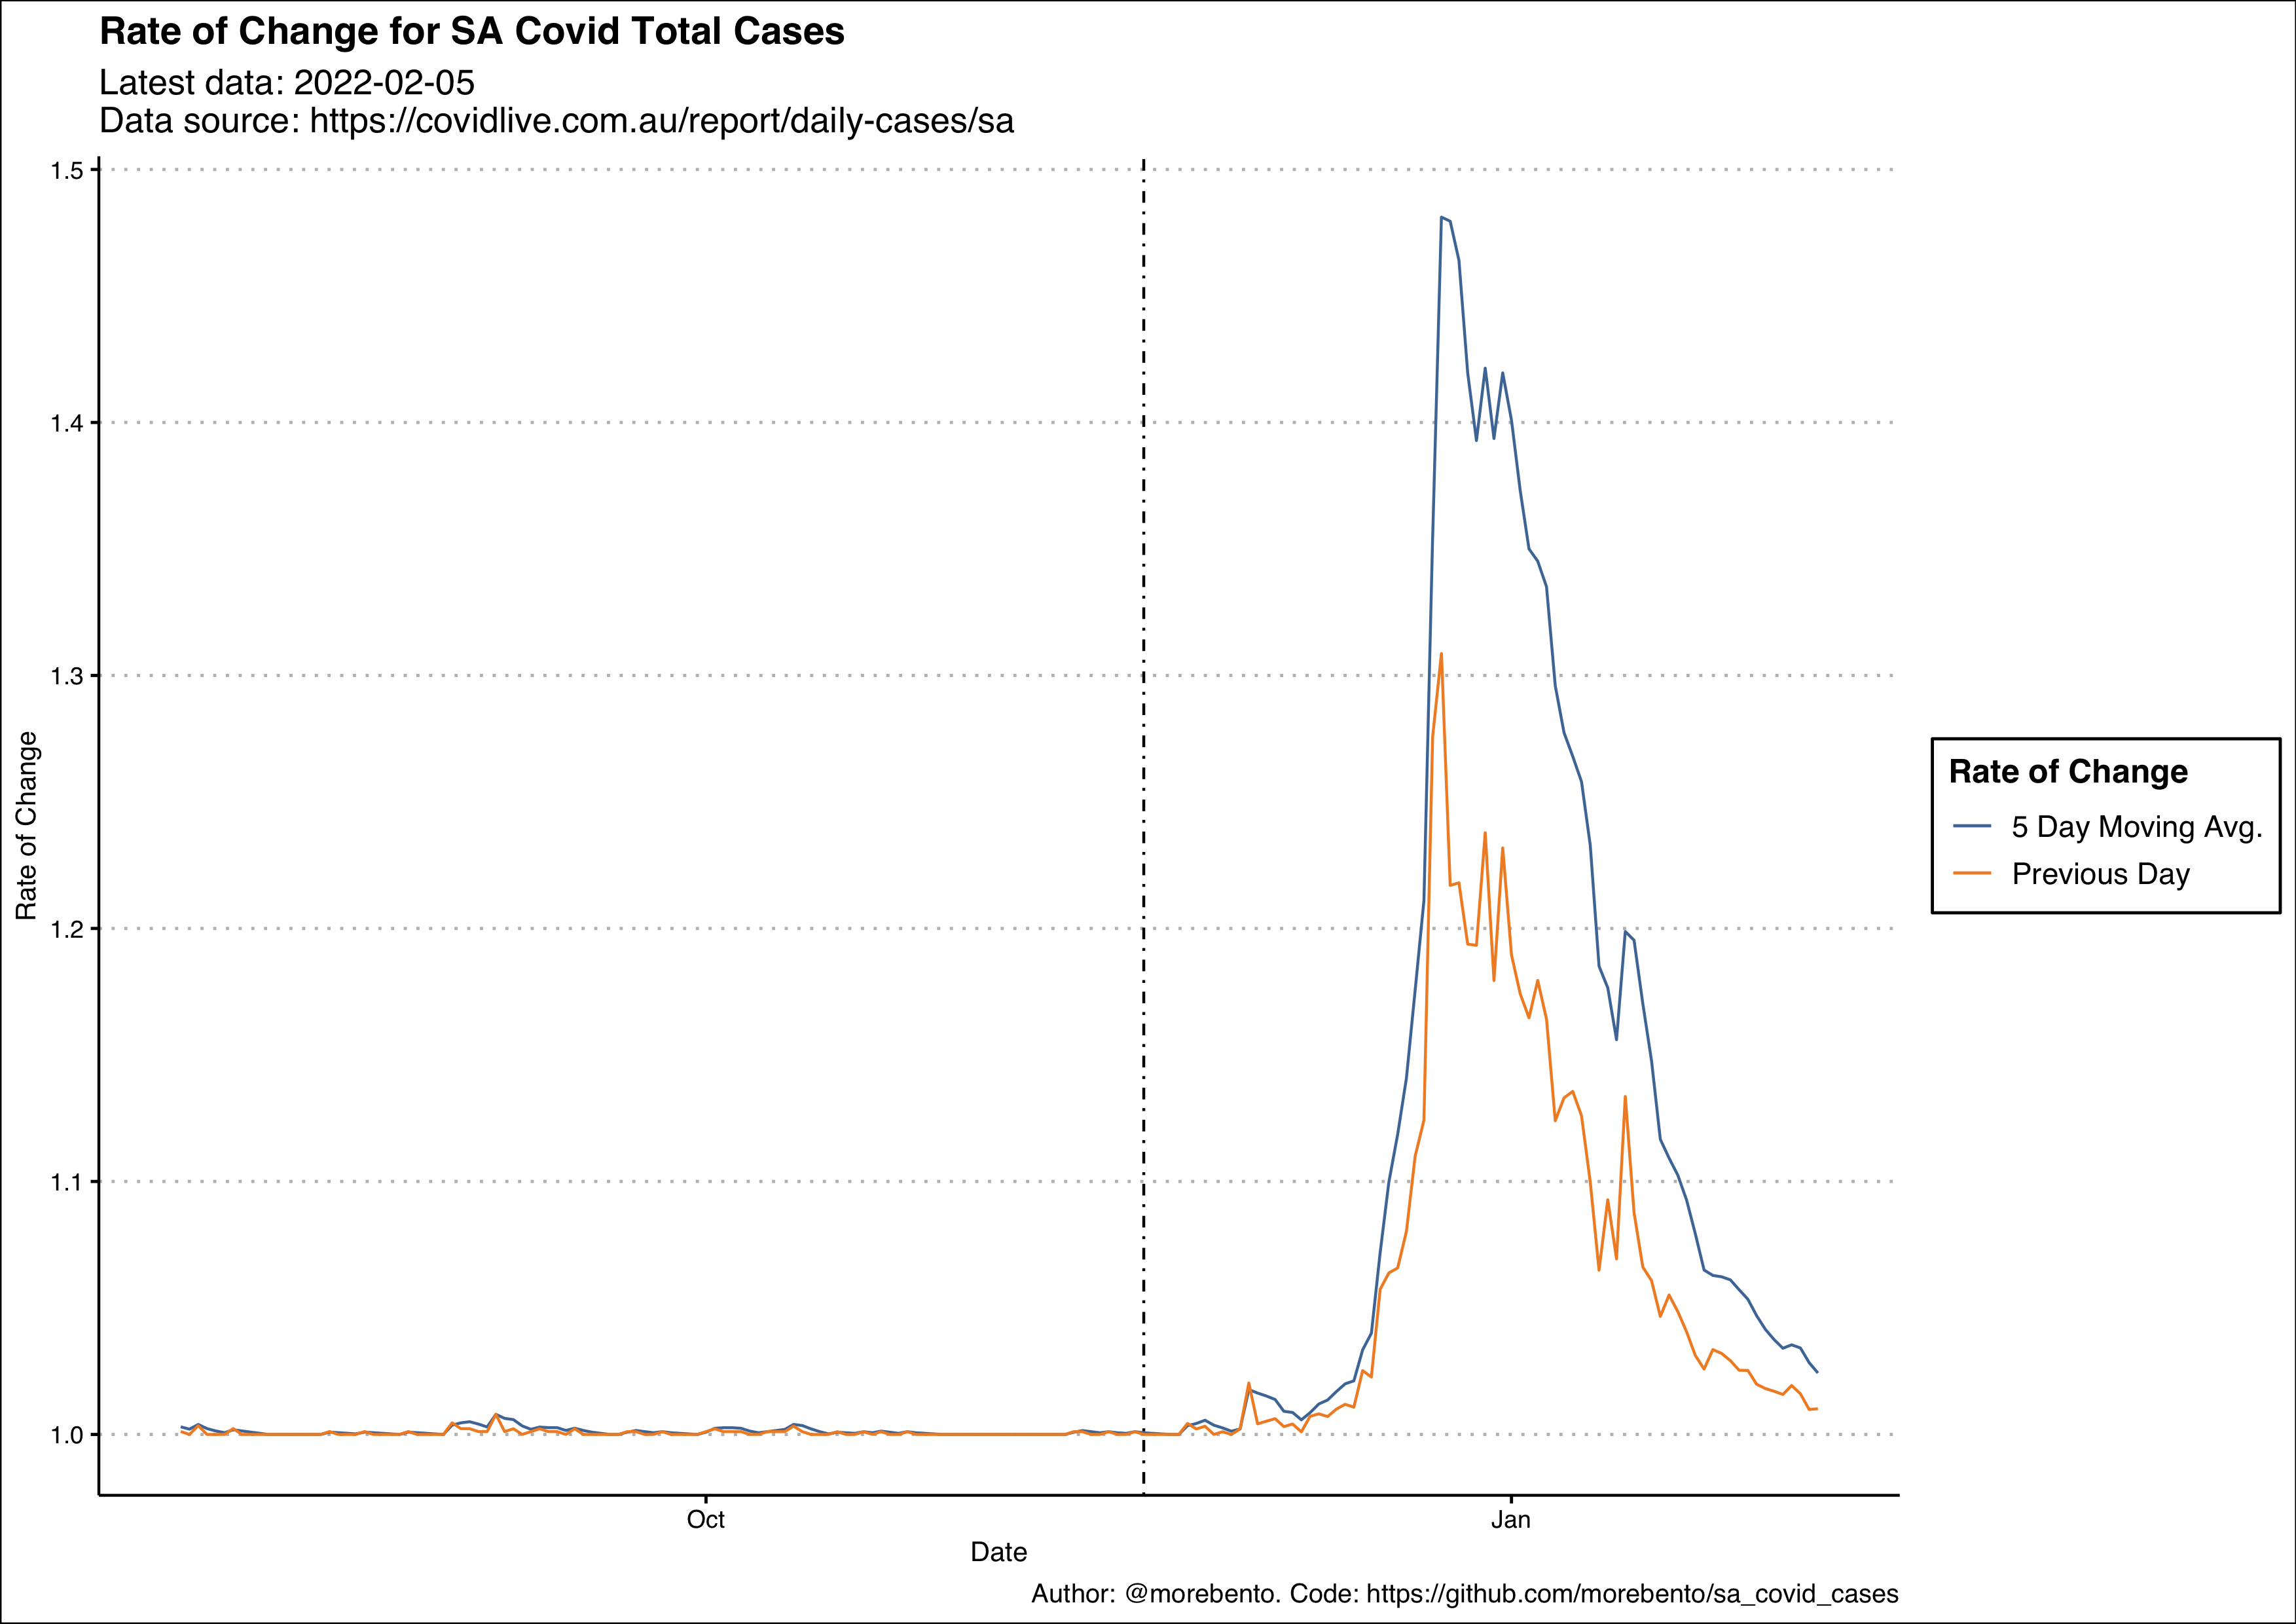 Rate of Change for SA Covid Total Cases
Latest data: 2022-02-05
Data source: https://covidlive.com.au/report/daily-cases/sa
1.5
1.4
1.3
1.2
1.1
1.0
Rate of Change
Oct
Jan
Date
Rate of Change
5 Day Moving Avg.
Previous Day
Author: @morebento. Code: https://github.com/morebento/sa_covid_cases